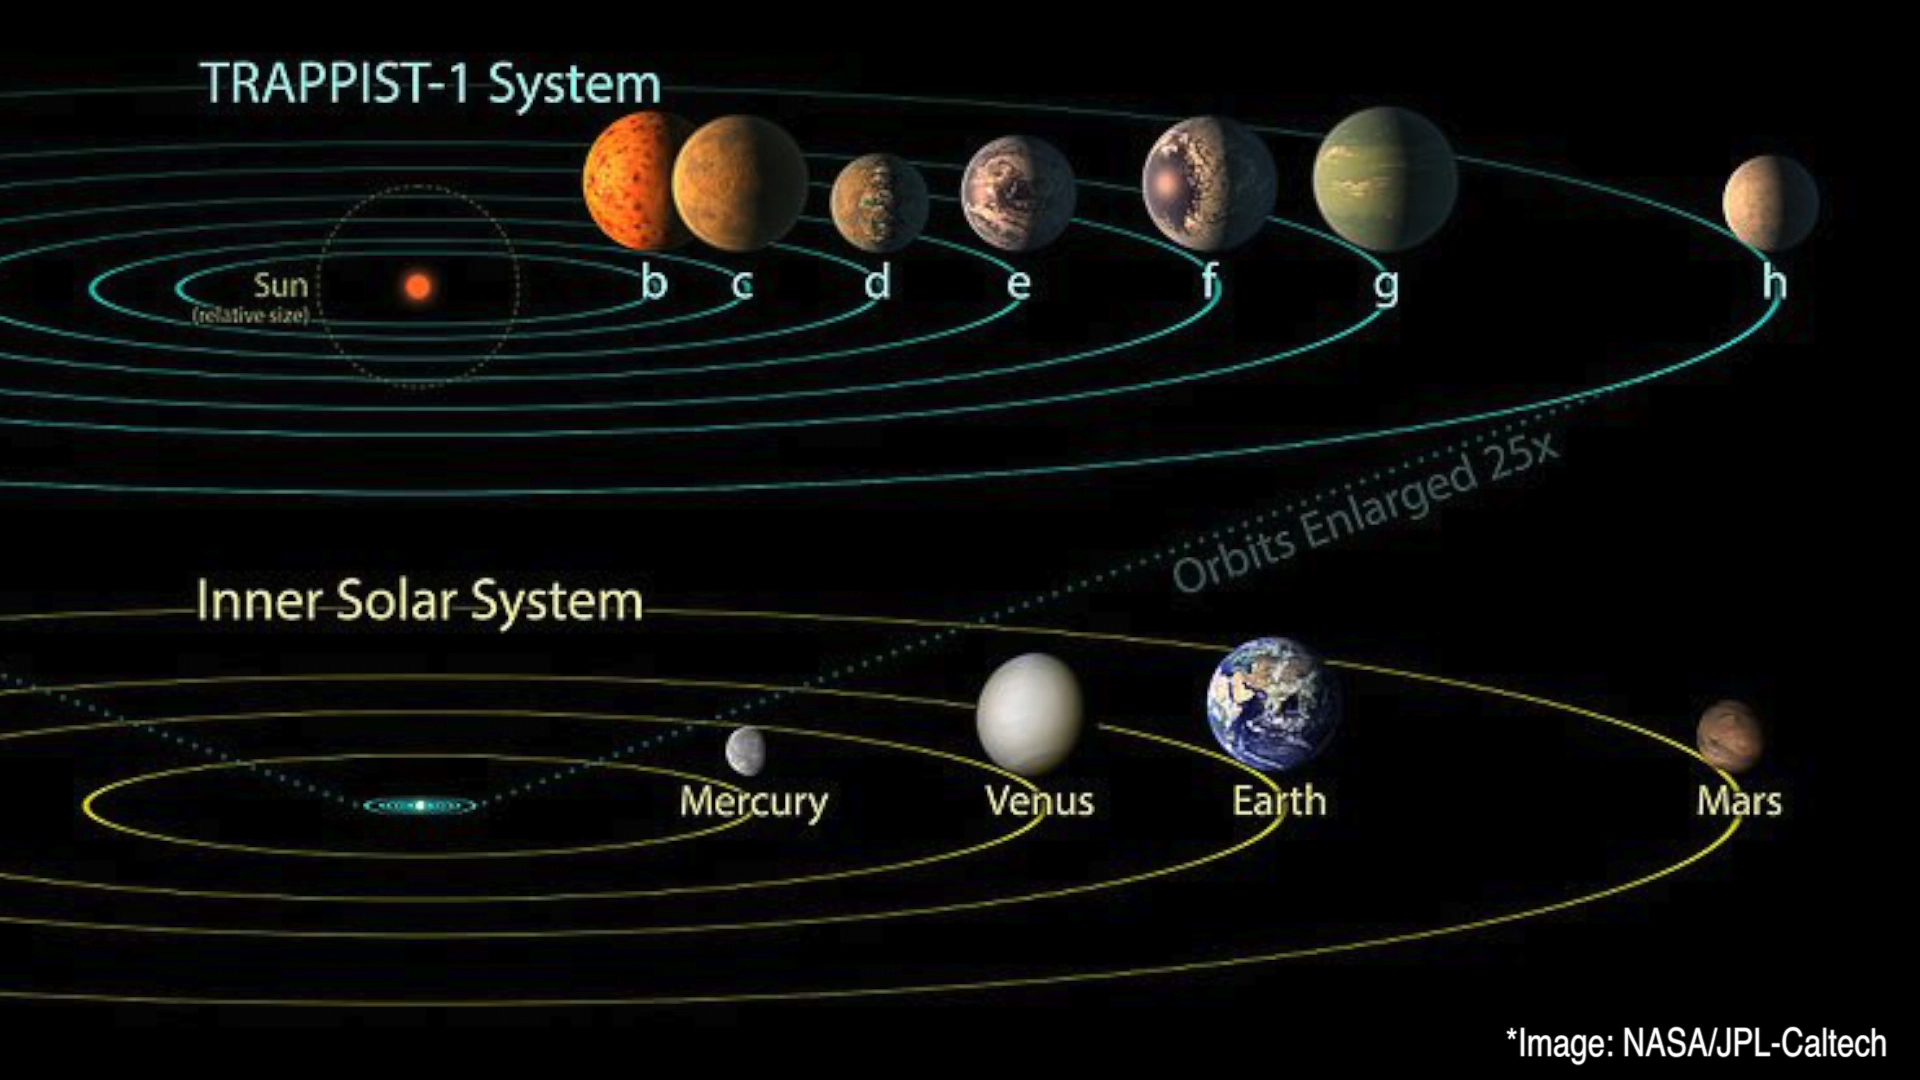 TRAPPIST-1 System
Sun
(relative size)
b c d e f g h
Orbits Enlarged 25x
Inner Solar System
Mercury Venus Earth Mars
*Image: NASA/JPL-Caltech